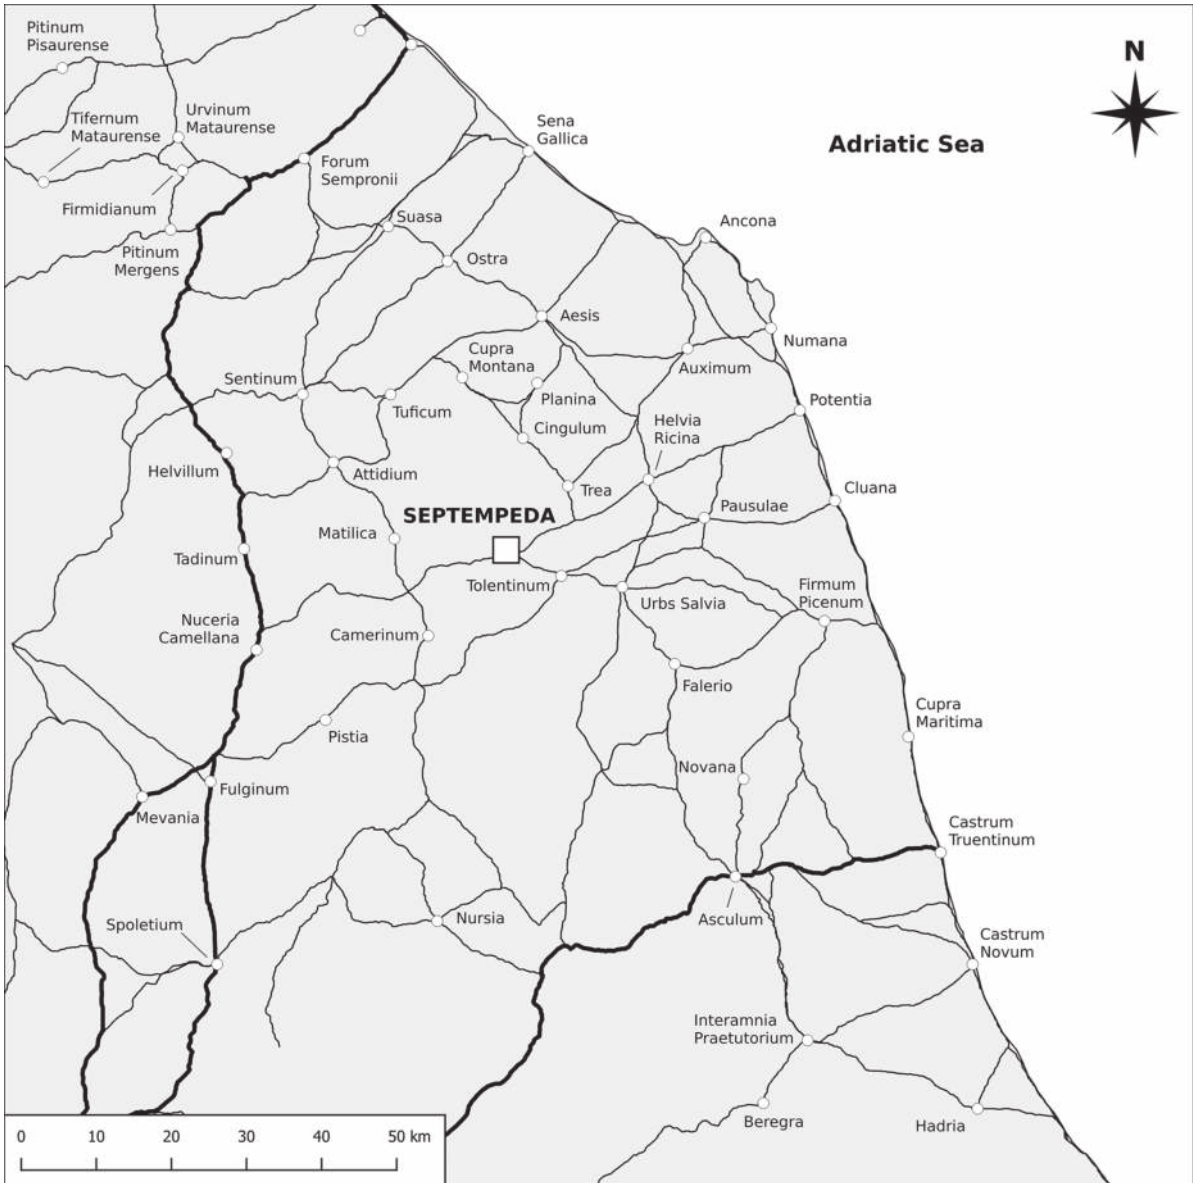 Pitinum
Pisaurense
N
Tifernum
Mataurense
Urvinum
Mataurense
Sena
Gallica
Adriatic Sea
Forum
Sempronii
Firmidianum
Suasa
Ancona
Pitinum
Mergens
Ostra
Aesis
Numana
Cupra
Montana
Auximum
Sentinum
Tuficum
Planina
Potentia
Cingulum
Helvia
Ricina
Helvillum
Attidium
Trea
Cluana
Pausulae
SEPTEMPEDA
Matilica
Tadinum
Tolentinum
Urbs Salvia
Firmum
Picenum
Nuceria
Camellana
Camerinum
Falerio
Cupra
Maritima
Pistia
Novana
Fulginum
Mevania
Castrum
Truentinum
Spoletium
Nursia
Asculum
Castrum
Novum
Interamnia
Praetutorium
Beregra
Hadria
0 10 20 30 40 50 km